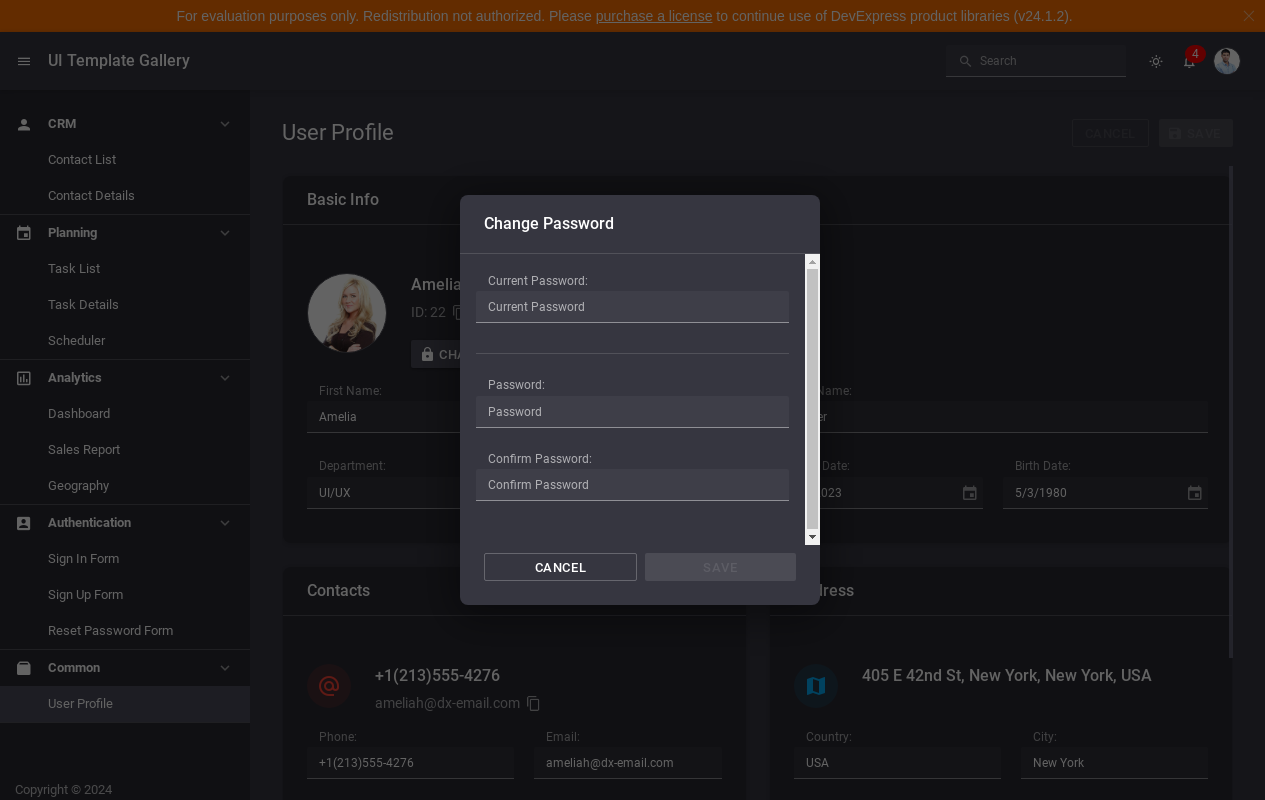 For evaluation purposes only. Redistribution not authorized. Please purchase a license to continue use of DevExpress product libraries (v24.1.2).
UI Template Gallery
Search
4
CRM
Contact List
Contact Details
Planning
Task List
Task Details
Scheduler
Analytics
Dashboard
Sales Report
Geography
Authentication
Sign In Form
Sign Up Form
Reset Password Form
Common
User Profile
Copyright © 2024
User Profile
CANCEL
SAVE
Basic Info
Amelia
ID: 22
CHA
First Name:
Amelia
Name:
er
Department:
UI/UX
Date:
023
Birth Date:
5/3/1980
Change Password
Current Password:
Current Password
Password:
Password
Confirm Password:
Confirm Password
CANCEL
SAVE
Contacts
+1(213)555-4276
ameliah@dx-email.com
Phone:
+1(213)555-4276
Email:
ameliah@dx-email.com
dress
405 E 42nd St, New York, New York, USA
Country:
USA
City:
New York